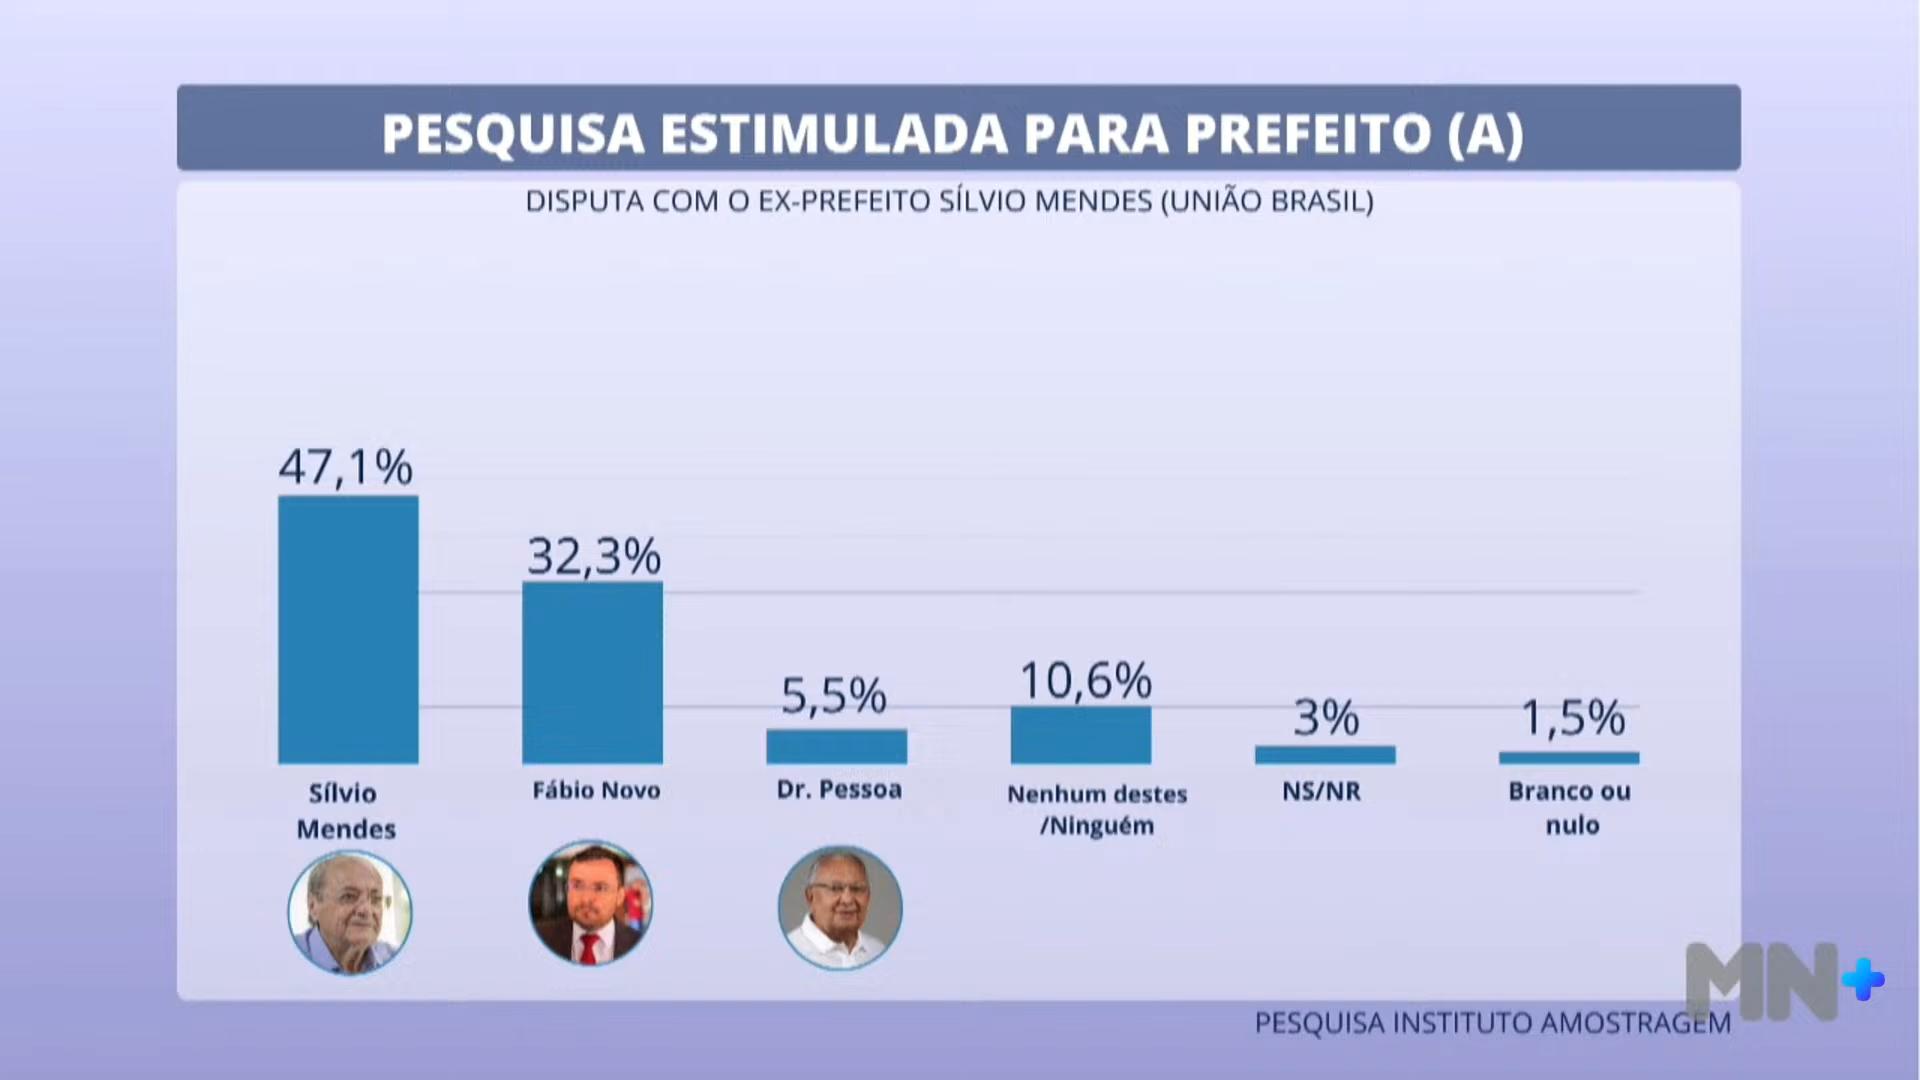 PESQUISA ESTIMULADA PARA PREFEITO (A)
DISPUTA COM O EX-PREFEITO SÍLVIO MENDES (UNIÃO BRASIL)
47,1%
32,3%
5,5%
10,6%
3%
1,5%
Sílvio
Mendes
Fábio Novo
Dr. Pessoa
Nenhum destes
/Ninguém
NS/NR
Branco ou
nulo
MN+
PESQUISA INSTITUTO AMOSTRAGEM